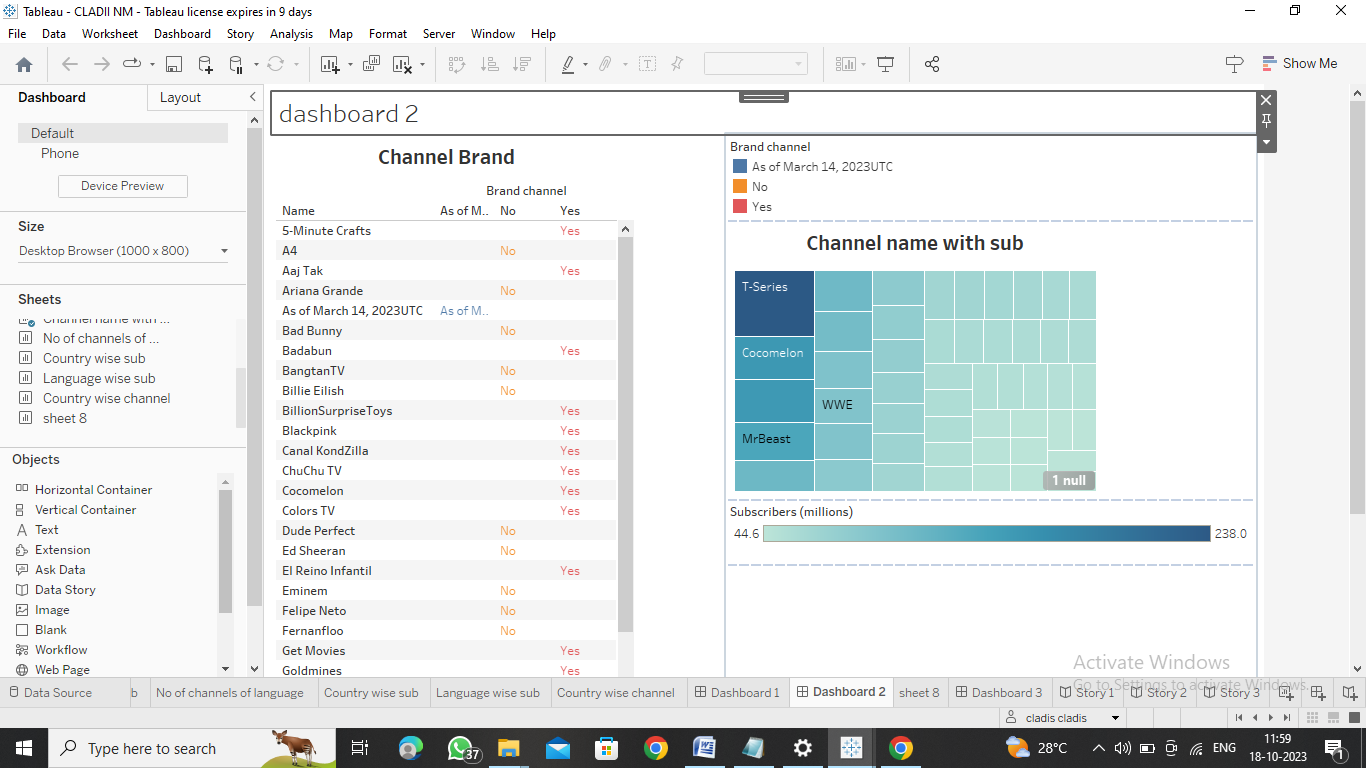 Tableau - CLADII NM - Tableau license expires in 9 days
File Data Worksheet Dashboard Story Analysis Map Format Server Window Help
Show Me
Dashboard Layout
Default
Phone
Device Preview
Size
Desktop Browser (1000 x 800)
Sheets
Channel name with ...
No of channels of ...
Country wise sub
Language wise sub
Country wise channel
sheet 8
Objects
Horizontal Container
Vertical Container
Text
Extension
Ask Data
Data Story
Image
Blank
Workflow
Web Page
dashboard 2
Channel Brand
Brand channel
Name As of M.. No Yes
5-Minute Crafts Yes
A4 No
Aaj Tak Yes
Ariana Grande No
As of March 14, 2023UTC As of M..
Bad Bunny No
Badabun Yes
BangtanTV No
Billie Eilish No
BillionSurpriseToys Yes
Blackpink Yes
Canal KondZilla Yes
ChuChu TV Yes
Cocomelon Yes
Colors TV Yes
Dude Perfect No
Ed Sheeran No
El Reino Infantil Yes
Eminem No
Felipe Neto No
Fernanfloo No
Get Movies Yes
Goldmines Yes
Brand channel
As of March 14, 2023UTC
No
Yes
Channel name with sub
T-Series
Cocomelon
WWE
MrBeast
1 null
Subscribers (millions)
44.6 238.0
Activate Windows
Go to Settings to activate Windows.
Data Source b No of channels of language Country wise sub Language wise sub Country wise channel Dashboard 1 Dashboard 2 sheet 8 Dashboard 3 Story 1 Story 2 Story 3
cladis cladis
Type here to search
37
28°C
ENG
11:59
18-10-2023
1